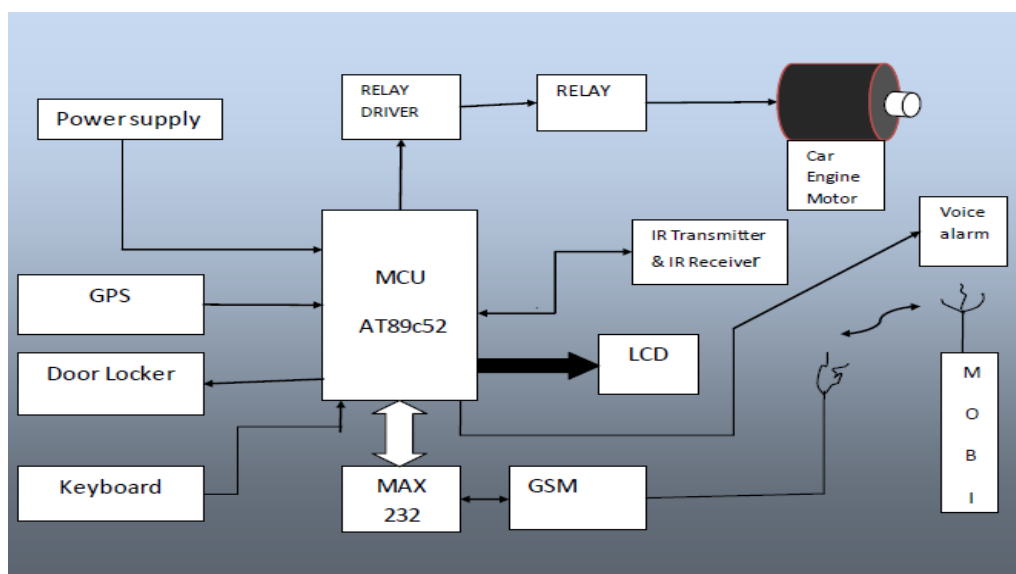 RELAY
DRIVER
RELAY
Power supply
Car
Engine
Motor
Voice
alarm
IR Transmitter
& IR Receiver
MCU
AT89c52
GPS
LCD
Door Locker
M
O
B
I
Keyboard
MAX
232
GSM